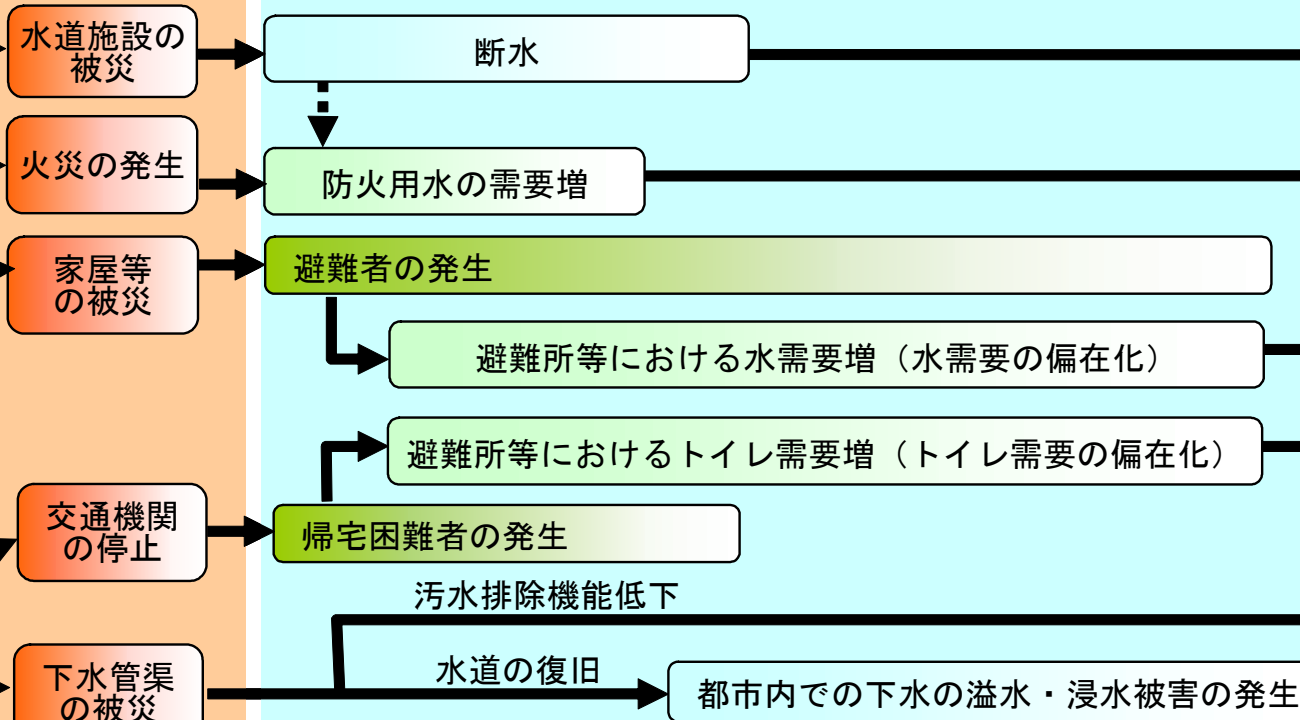 水道施設の
被災
断水
火災の発生
防火用水の需要増
家屋等
の被災
避難者の発生
避難所等における水需要増（水需要の偏在化）
避難所等におけるトイレ需要増（トイレ需要の偏在化）
交通機関
の停止
帰宅困難者の発生
汚水排除機能低下
下水管渠
の被災
水道の復旧
都市内での下水の溢水・浸水被害の発生